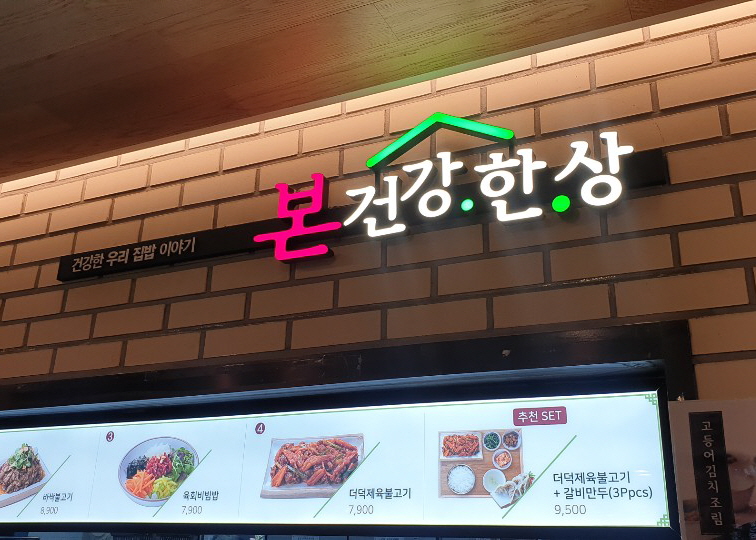 본 건강.한.상
건강한 우리 집밥 이야기
바싹불고기
8,900
3
육회비빔밥
7,900
4
더덕제육불고기
7,900
추천 SET
더덕제육불고기
+ 갈비만두(3Ppcs)
9,500
고등어김치조림